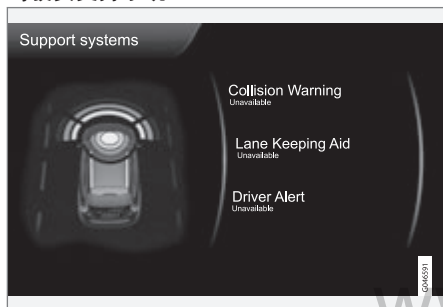 Support systems
Collision Warning
Unavailable
Lane Keeping Aid
Unavailable
Driver Alert
Unavailable
G046591